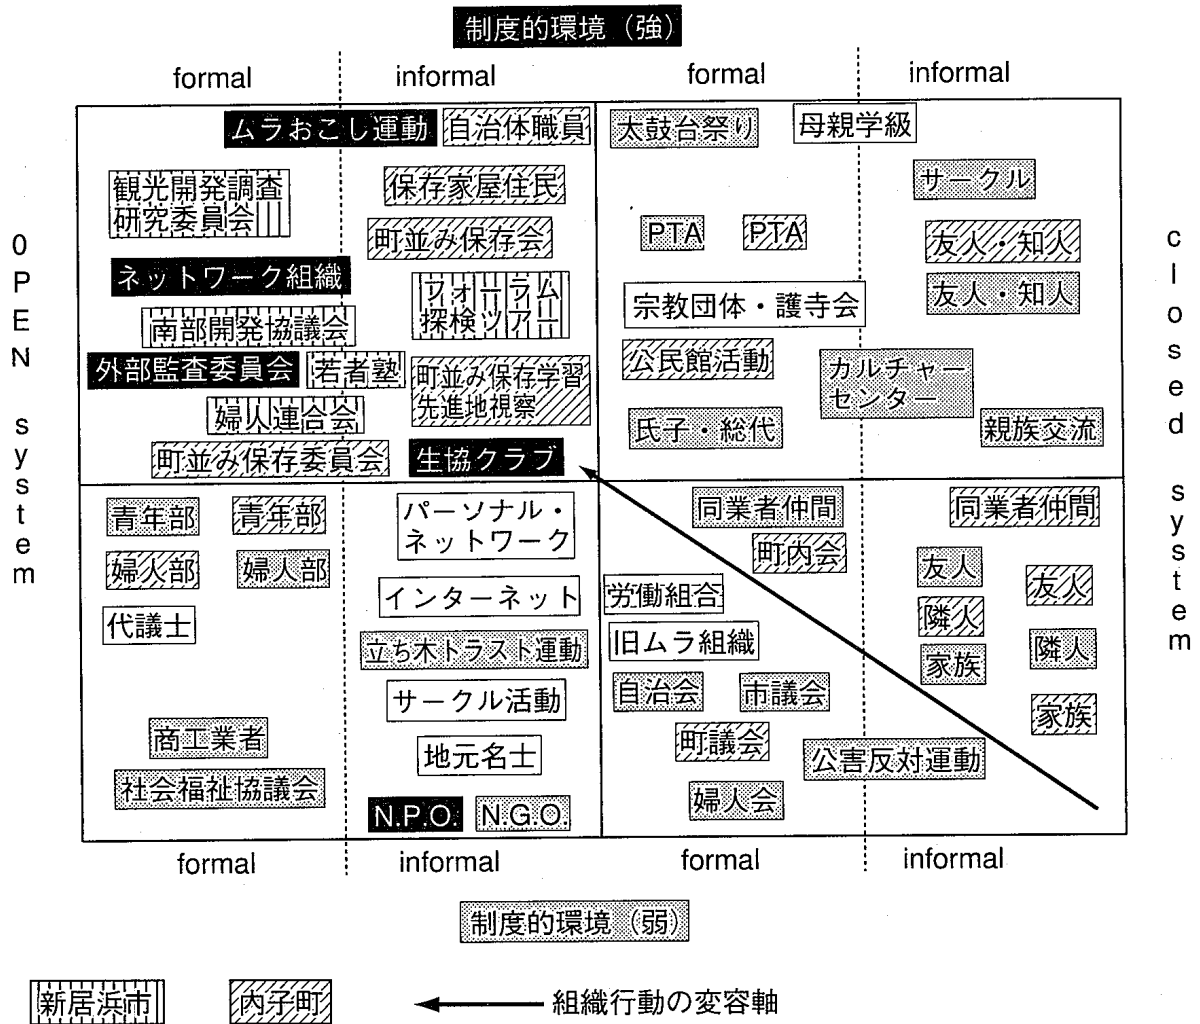 制度的環境（強）
formal
informal
formal
informal
OPEN system
closed system
ムラおこし運動
自治体職員
観光開発調査
研究委員会
保存家屋住民
町並み保存会
ネットワーク組織
フォーラム
探検ツアー
南部開発協議会
外部監査委員会
若者塾
町並み保存学習
先進地視察
婦人連合会
町並み保存委員会
生協クラブ
太鼓台祭り
母親学級
サークル
PTA
PTA
友人・知人
友人・知人
宗教団体・護寺会
公民館活動
カルチャー
センター
氏子・総代
親族交流
青年部
青年部
パーソナル・
ネットワーク
婦人部
婦人部
インターネット
代議士
立ち木トラスト運動
サークル活動
商工業者
地元名士
社会福祉協議会
N.P.O.
N.G.O.
同業者仲間
同業者仲間
町内会
友人
友人
労働組合
隣人
旧ムラ組織
隣人
家族
自治会
市議会
家族
町議会
公害反対運動
婦人会
formal
informal
formal
informal
制度的環境（弱）
新居浜市
内子町
組織行動の変容軸